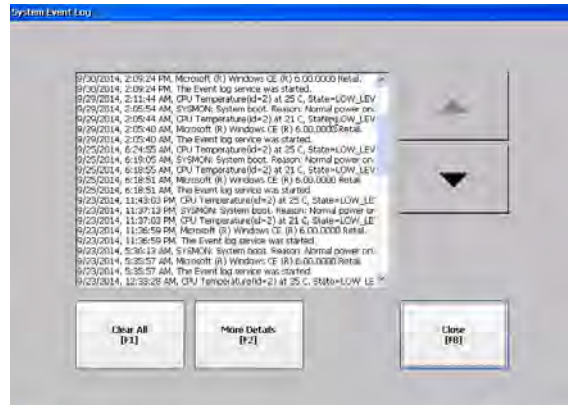 System Event Log
9/30/2014, 2:09:24 PM, Microsoft (R) Windows CE (R) 6.00.0000 Retail.
9/30/2014, 2:09:24 PM, The Event log service was started.
9/29/2014, 2:11:44 AM, CPU Temperature(id=2) at 25 C, State=LOW_LEV
9/29/2014, 2:05:54 AM, SYSMON: System boot. Reason: Normal power on.
9/29/2014, 2:05:44 AM, CPU Temperature(id=2) at 21 C, State=LOW_LEV
9/29/2014, 2:05:40 AM, Microsoft (R) Windows CE (R) 6.00.0000 Retail.
9/29/2014, 2:05:40 AM, The Event log service was started.
9/25/2014, 6:24:55 AM, CPU Temperature(id=2) at 25 C, State=LOW_LEV
9/25/2014, 6:19:05 AM, SYSMON: System boot. Reason: Normal power on.
9/25/2014, 6:18:55 AM, CPU Temperature(id=2) at 21 C, State=LOW_LEV
9/25/2014, 6:18:51 AM, Microsoft (R) Windows CE (R) 6.00.0000 Retail.
9/25/2014, 6:18:51 AM, The Event log service was started.
9/23/2014, 11:43:03 PM, CPU Temperature(id=2) at 25 C, State=LOW_LE
9/23/2014, 11:37:13 PM, SYSMON: System boot. Reason: Normal power or
9/23/2014, 11:37:03 PM, CPU Temperature(id=2) at 21 C, State=LOW_LE
9/23/2014, 11:36:59 PM, Microsoft (R) Windows CE (R) 6.00.0000 Retail.
9/23/2014, 11:36:59 PM, The Event log service was started.
9/23/2014, 5:36:13 AM, SYSMON: System boot. Reason: Normal power on.
9/23/2014, 5:35:57 AM, Microsoft (R) Windows CE (R) 6.00.0000 Retail.
9/23/2014, 5:35:57 AM, The Event log service was started.
9/23/2014, 12:33:28 AM, CPU Temperature(id=2) at 25 C, State=LOW_LE
Clear All
[F1]
More Details
[F2]
Close
[F8]